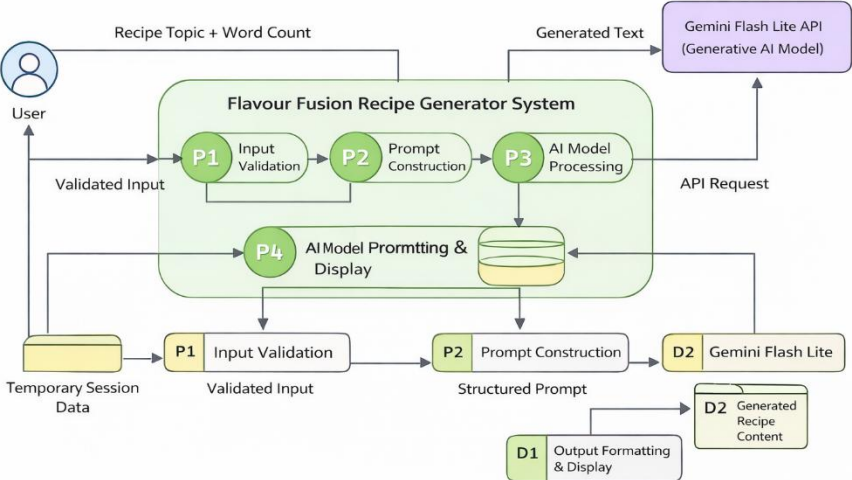 Recipe Topic + Word Count
Generated Text
Gemini Flash Lite API
(Generative AI Model)
User
Flavour Fusion Recipe Generator System
P1
Input
Validation
P2
Prompt
Construction
P3
AI Model
Processing
Validated Input
API Request
P4
AI Model Prormtting &
Display
P1
Input Validation
P2
Prompt Construction
D2
Gemini Flash Lite
Temporary Session
Data
Validated Input
Structured Prompt
D2
Generated
Recipe
Content
D1
Output Formatting
& Display